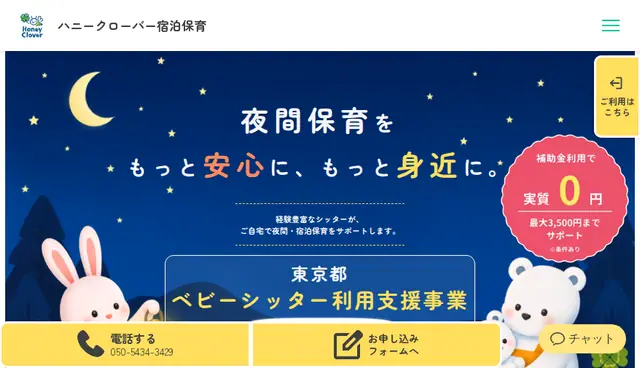 Honey
Clover
ハニークローバー宿泊保育
ご利用は
こちら
夜間保育を
もっと安心に、もっと身近に。
補助金利用で
実質 0 円
最大3,500円まで
サポート
※条件あり
経験豊富なシッターが、
ご自宅で夜間・宿泊保育をサポートします。
東京都
ベビーシッター利用支援事業
電話する
050-5434-3429
お申し込み
フォームへ
チャット